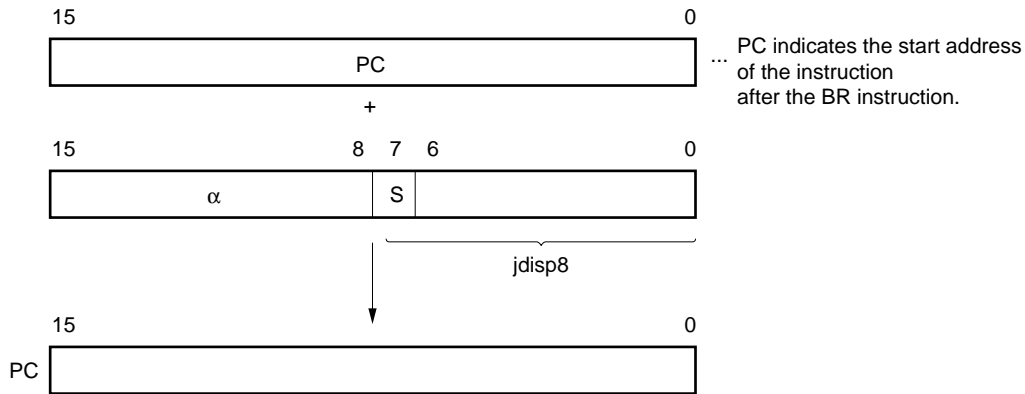 15 0
PC
... PC indicates the start address
of the instruction
after the BR instruction.
+
15 8 7 6 0
α S
jdisp8
15 0
PC